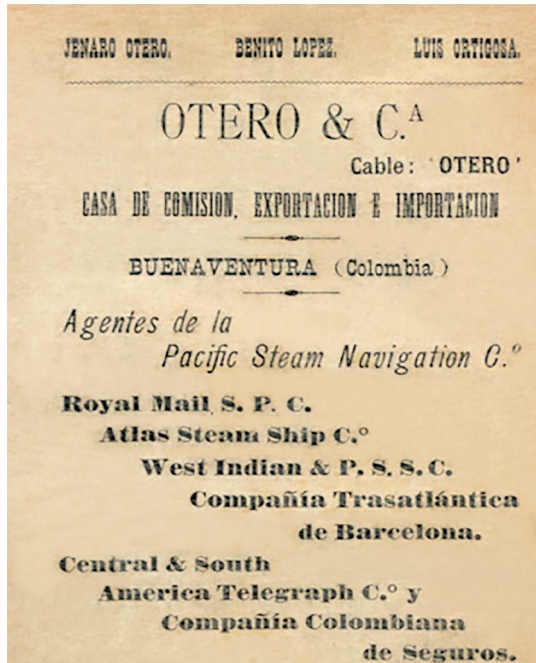 JENARO OTERO. BENITO LOPEZ. LUIS ORTIGOSA.
OTERO & C.A
Cable: 'OTERO'
CASA DE COMISION, EXPORTACION E IMPORTACION
BUENAVENTURA (Colombia)
Agentes de la
Pacific Steam Navigation C.º
Royal Mail S. P. C.
Atlas Steam Ship C.º
West Indian & P. S. S. C.
Compañía Trasatlántica
de Barcelona.
Central & South
America Telegraph C.º y
Compañía Colombiana
de Seguros.